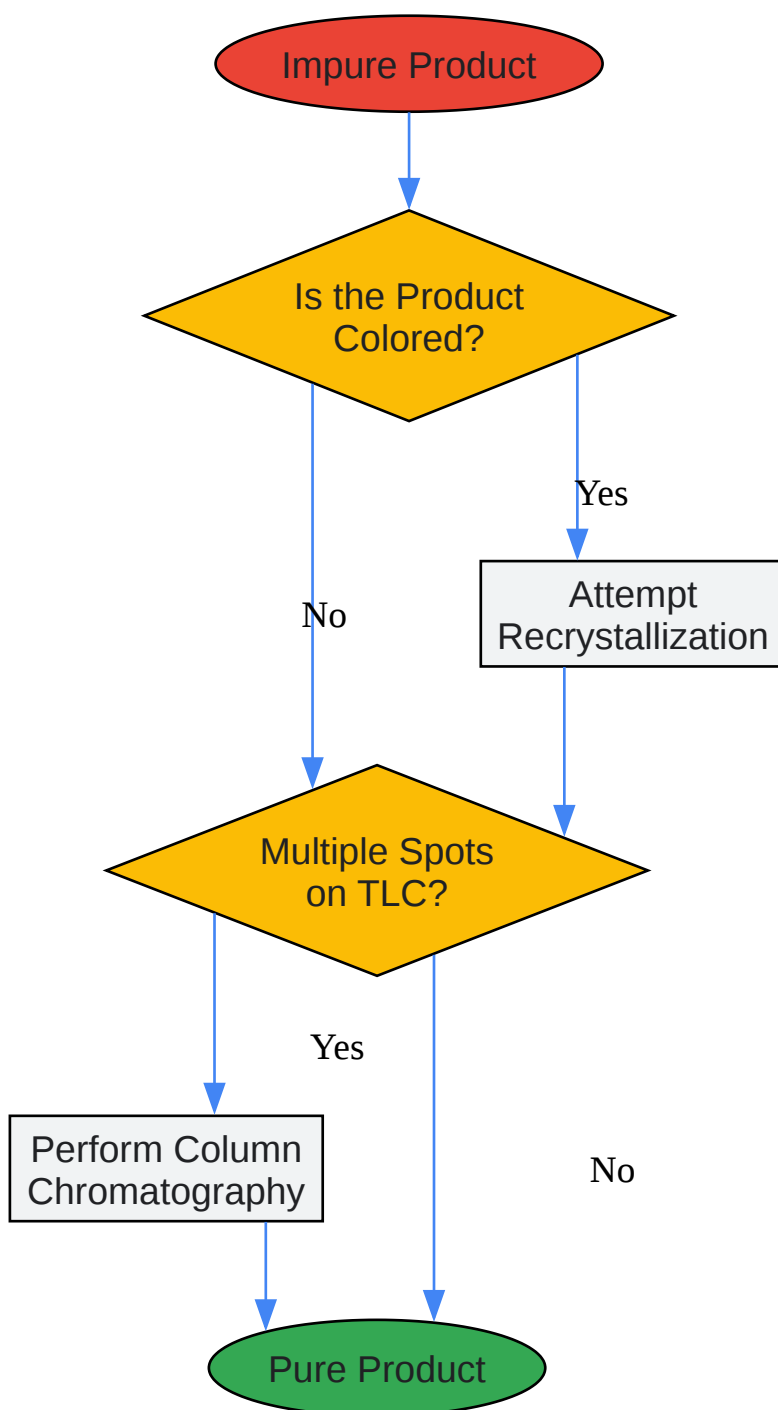 Impure Product
Is the Product
Colored?
Yes
Attempt
Recrystallization
No
Multiple Spots
on TLC?
Yes
Perform Column
Chromatography
No
Pure Product